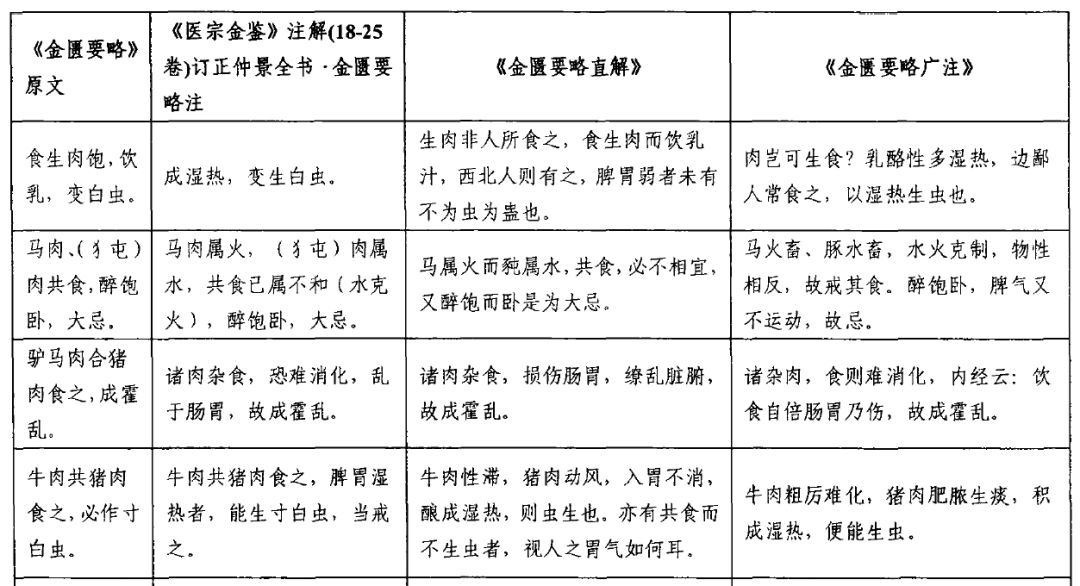 《金匮要略》
原文
《医宗金鉴》注解(18-25
卷)订正仲景全书·金匮要
略注
《金匮要略直解》
《金匮要略广注》
食生肉饱，饮
乳，变白虫。
成湿热，变生白虫。
生肉非人所食之，食生肉而饮乳
汁，西北人则有之，脾胃弱者未有
不为虫为蛊也。
肉岂可生食？乳酪性多湿热，边鄙
人常食之，以湿热生虫也。
马肉、（犭屯）
肉共食，醉饱
卧，大忌。
马肉属火，（犭屯）肉属
水，共食已属不和（水克
火），醉饱卧，大忌。
马属火而豘属水，共食，必不相宜，
又醉饱而卧是为大忌。
马火畜、豚水畜，水火克制，物性
相反，故戒其食。醉饱卧，脾气又
不运动，故忌。
驴马肉合猪
肉食之，成霍
乱。
诸肉杂食，恐难消化，乱
于肠胃，故成霍乱。
诸肉杂食，损伤肠胃，缭乱脏腑，
故成霍乱。
诸杂肉，食则难消化，内经云：饮
食自倍肠胃乃伤，故成霍乱。
牛肉共猪肉
食之，必作寸
白虫。
牛肉共猪肉食之，脾胃湿
热者，能生寸白虫，当戒
之。
牛肉性滞，猪肉动风，入胃不消，
酿成湿热，则虫生也。亦有共食而
不生虫者，视人之胃气如何耳。
牛肉粗厉难化，猪肉肥脓生痰，积
成湿热，便能生虫。